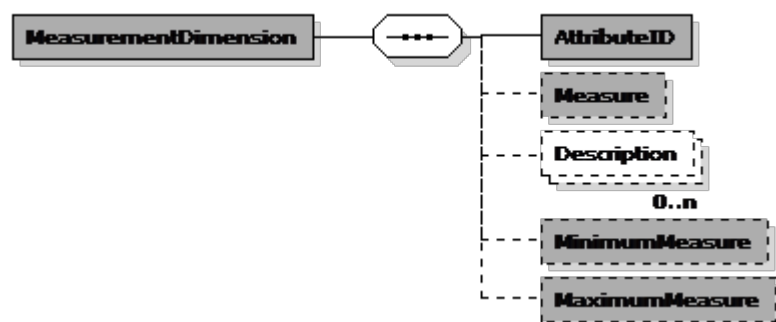 MeasurementDimension
AttributeID
Measure
Description
0..n
MinimumMeasure
MaximumMeasure